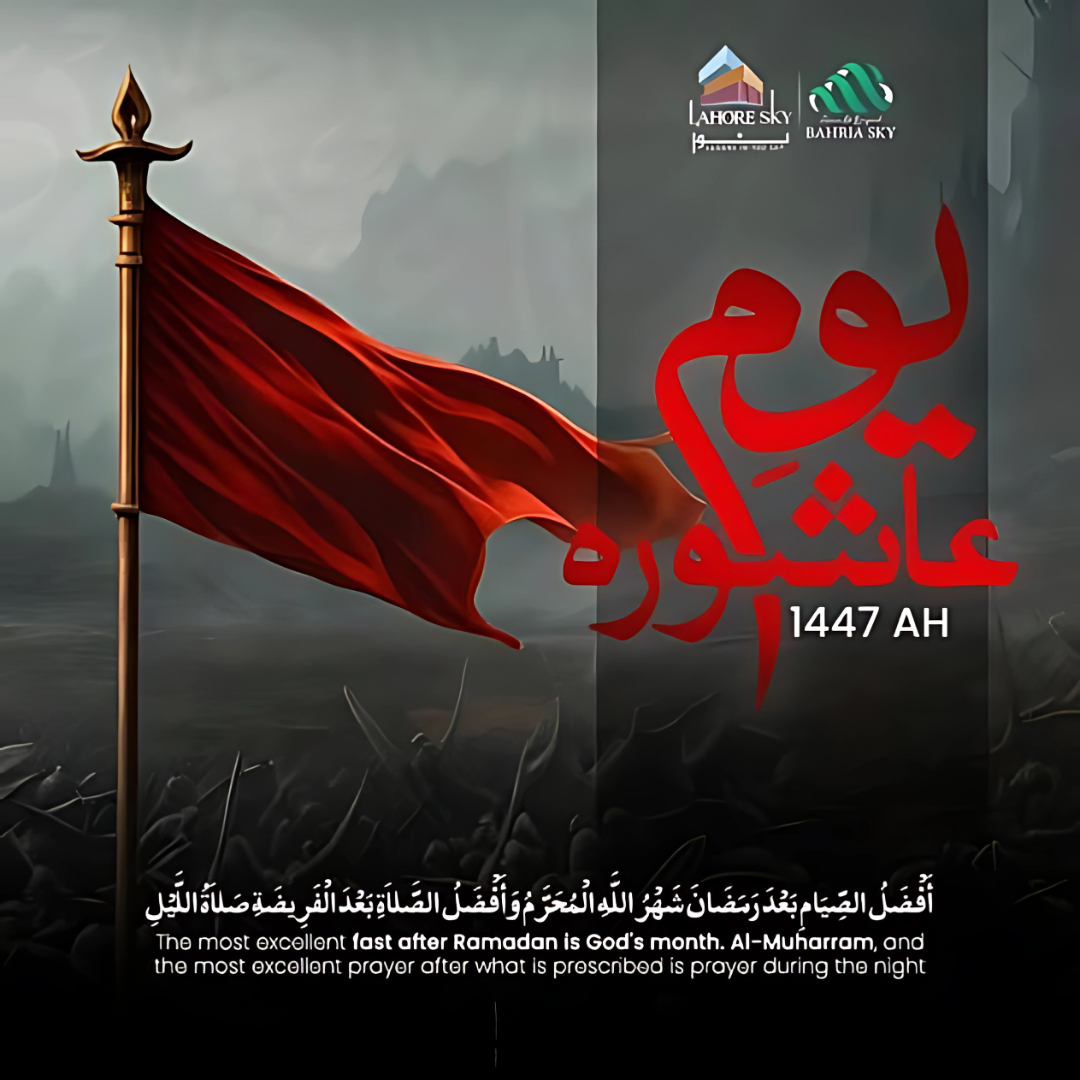 LAHORE SKY
BAHRIA SKY
يوم
عاشوره
1447 AH
أَفْضَلُ الصِّيَامِ بَعْدَ رَمَضَانَ شَهْرُ اللَّهِ الْمُحَرَّمُ وَأَفْضَلُ الصَّلَاةِ بَعْدَ الْفَرِيضَةِ صَلَاةُ اللَّيْلِ
The most excellent fast after Ramadan is God's month. Al-Muharram, and
the most excellent prayer after what is prescribed is prayer during the night